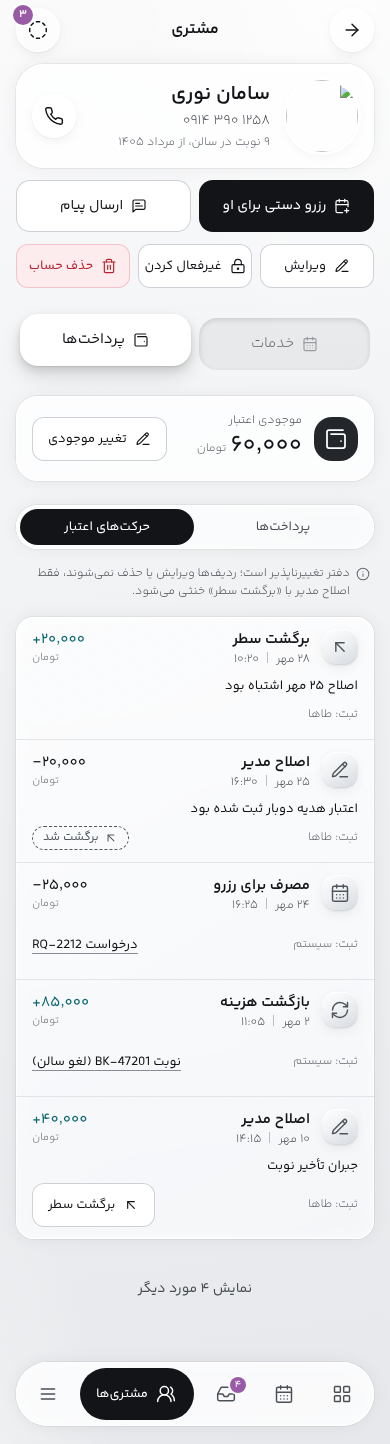 مشتری
۳
سامان نوری
۰۹۱۴ ۳۹۰ ۱۲۵۸
۹ نوبت در سالن، از مرداد ۱۴۰۵
رزرو دستی برای او
ارسال پیام
ویرایش
غیرفعال کردن
حذف حساب
خدمات
پرداخت‌ها
موجودی اعتبار
۶۰,۰۰۰ تومان
تغییر موجودی
پرداخت‌ها
حرکت‌های اعتبار
دفتر تغییرناپذیر است؛ ردیف‌ها ویرایش یا حذف نمی‌شوند، فقط
اصلاح مدیر با «برگشت سطر» خنثی می‌شود.
برگشت سطر
+۲۰,۰۰۰
۲۸ مهر | ۱۰:۲۰
تومان
اصلاح ۲۵ مهر اشتباه بود
ثبت: طاها
اصلاح مدیر
−۲۰,۰۰۰
۲۵ مهر | ۱۶:۳۰
تومان
اعتبار هدیه دوبار ثبت شده بود
ثبت: طاها
برگشت شد
مصرف برای رزرو
−۲۵,۰۰۰
۲۴ مهر | ۱۶:۲۵
تومان
ثبت: سیستم
درخواست RQ-2212
بازگشت هزینه
+۸۵,۰۰۰
۲ مهر | ۱۱:۰۵
تومان
ثبت: سیستم
نوبت BK-47201 (لغو سالن)
اصلاح مدیر
+۴۰,۰۰۰
۱۰ مهر | ۱۴:۱۵
تومان
جبران تأخیر نوبت
ثبت: طاها
برگشت سطر
نمایش ۴ مورد دیگر
۴
مشتری‌ها